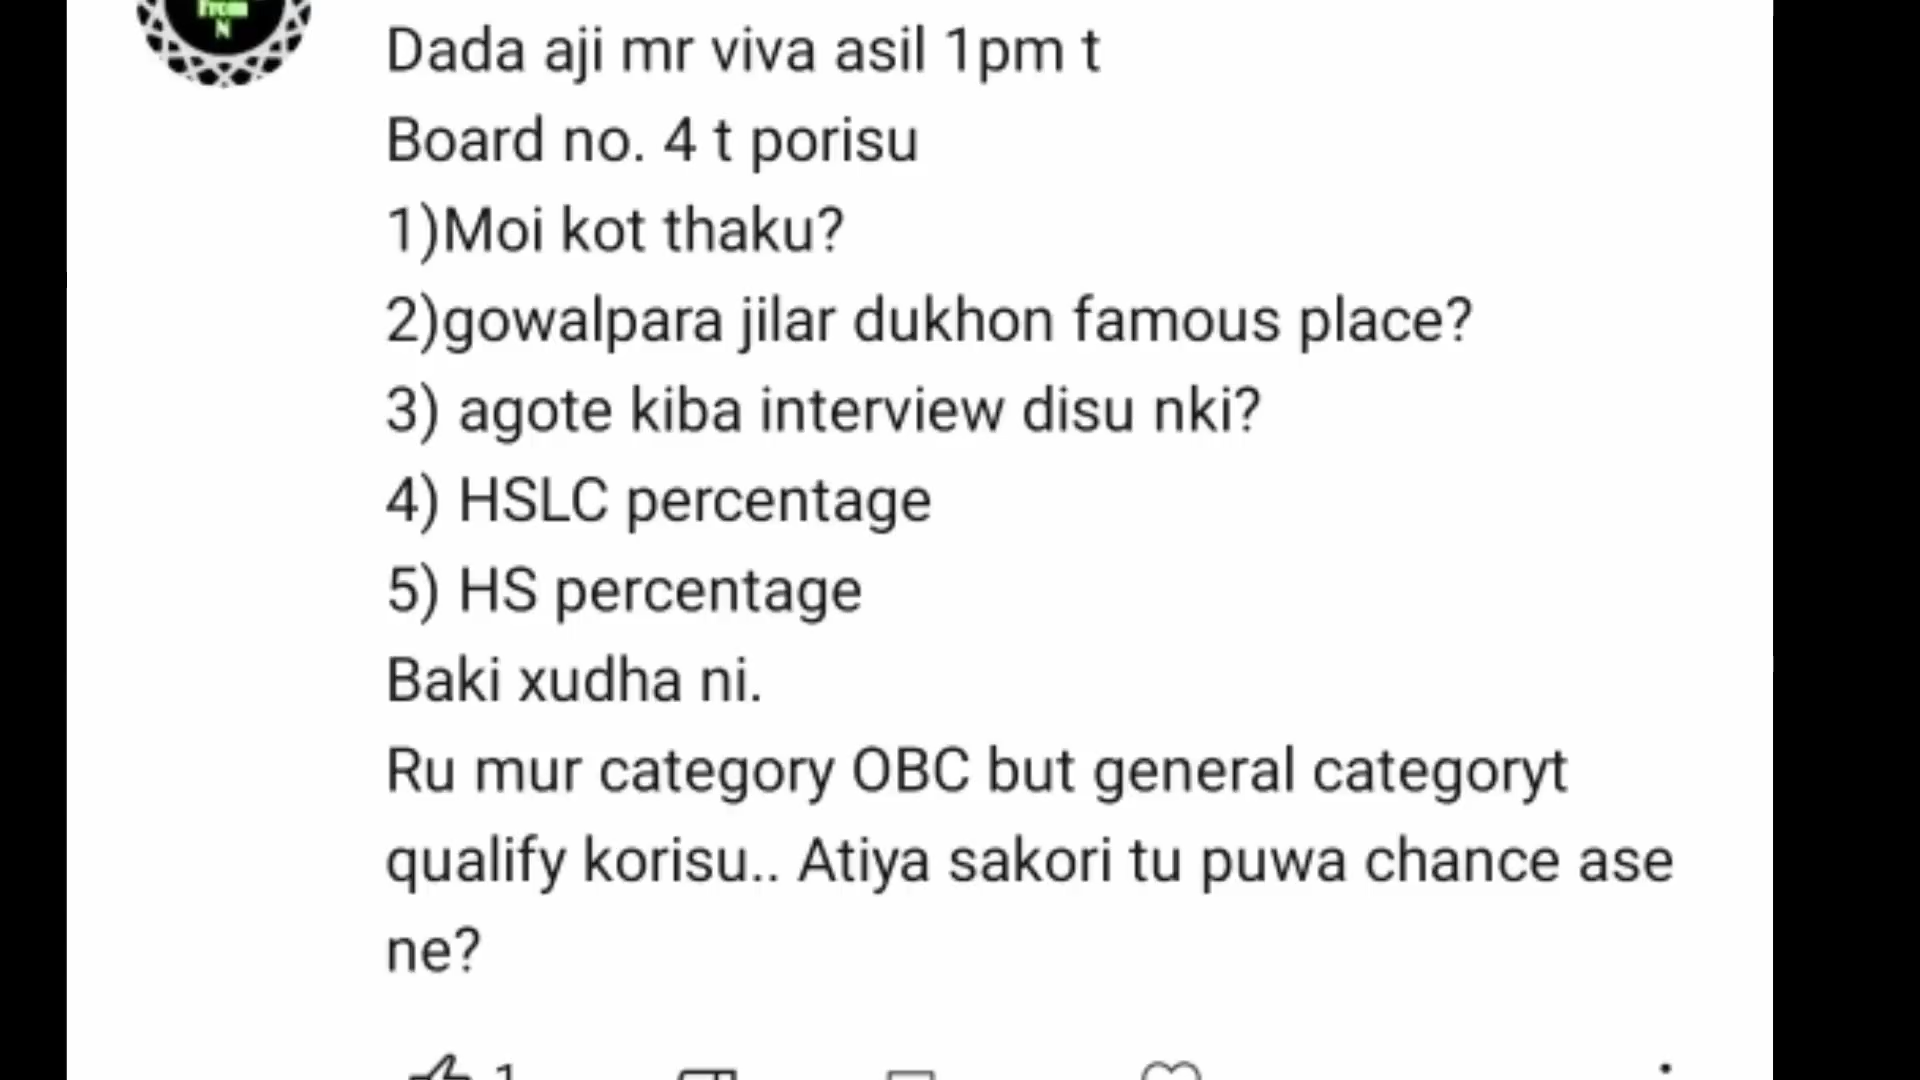 From
N
Dada aji mr viva asil 1pm t
Board no. 4 t porisu
1)Moi kot thaku?
2)gowalpara jilar dukhon famous place?
3) agote kiba interview disu nki?
4) HSLC percentage
5) HS percentage
Baki xudha ni.
Ru mur category OBC but general categoryt
qualify korisu.. Atiya sakori tu puwa chance ase
ne?
1